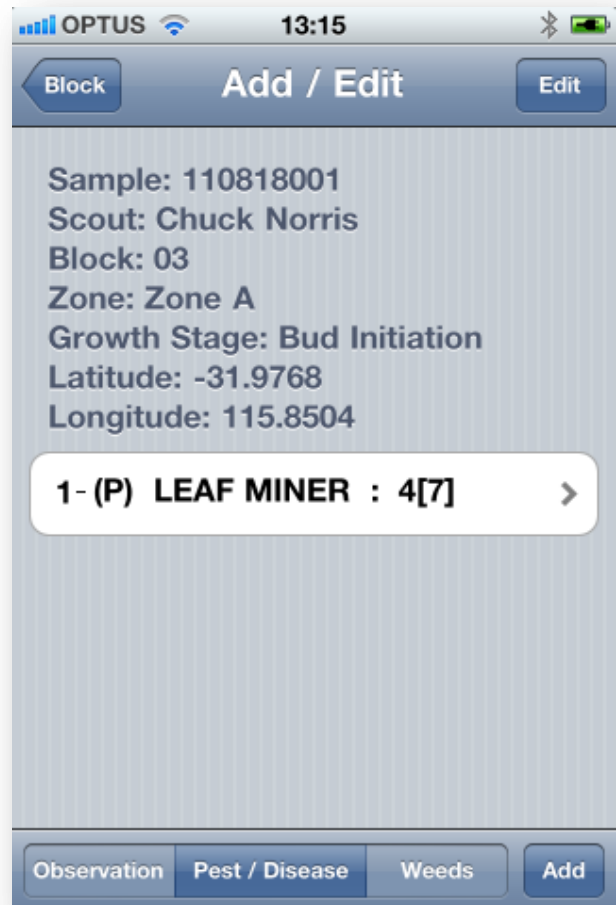 OPTUS 13:15
Block Add / Edit Edit
Sample: 110818001
Scout: Chuck Norris
Block: 03
Zone: Zone A
Growth Stage: Bud Initiation
Latitude: -31.9768
Longitude: 115.8504
1- (P) LEAF MINER : 4[7]
Observation Pest / Disease Weeds Add